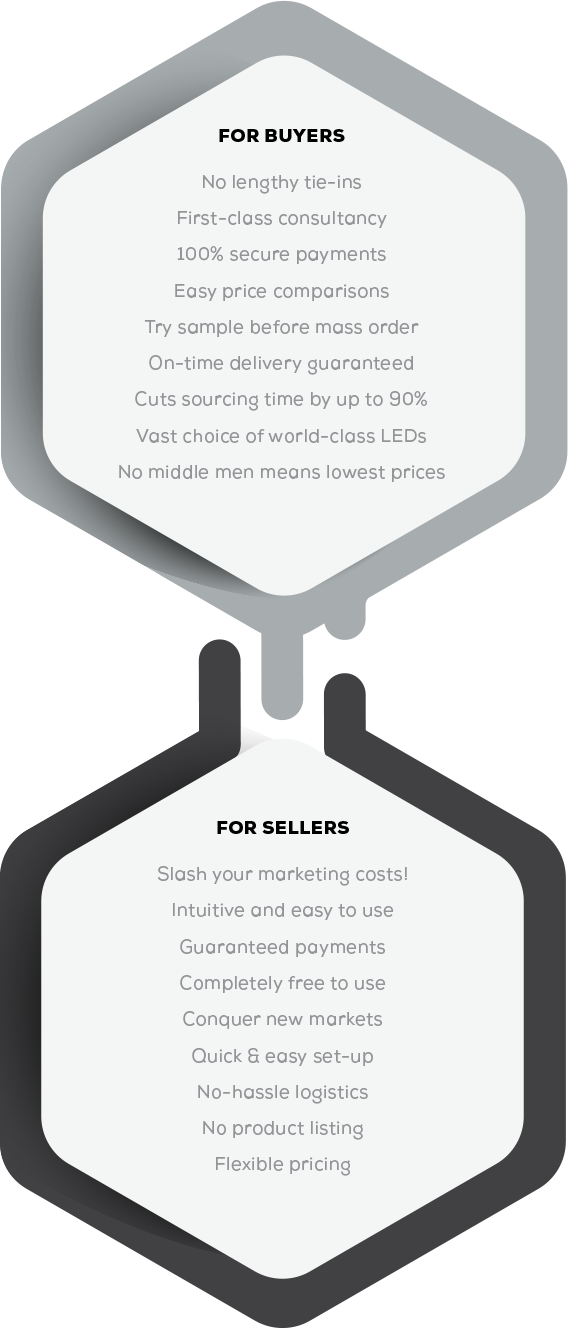 FOR BUYERS
No lengthy tie-ins
First-class consultancy
100% secure payments
Easy price comparisons
Try sample before mass order
On-time delivery guaranteed
Cuts sourcing time by up to 90%
Vast choice of world-class LEDs
No middle men means lowest prices
FOR SELLERS
Slash your marketing costs!
Intuitive and easy to use
Guaranteed payments
Completely free to use
Conquer new markets
Quick & easy set-up
No-hassle logistics
No product listing
Flexible pricing